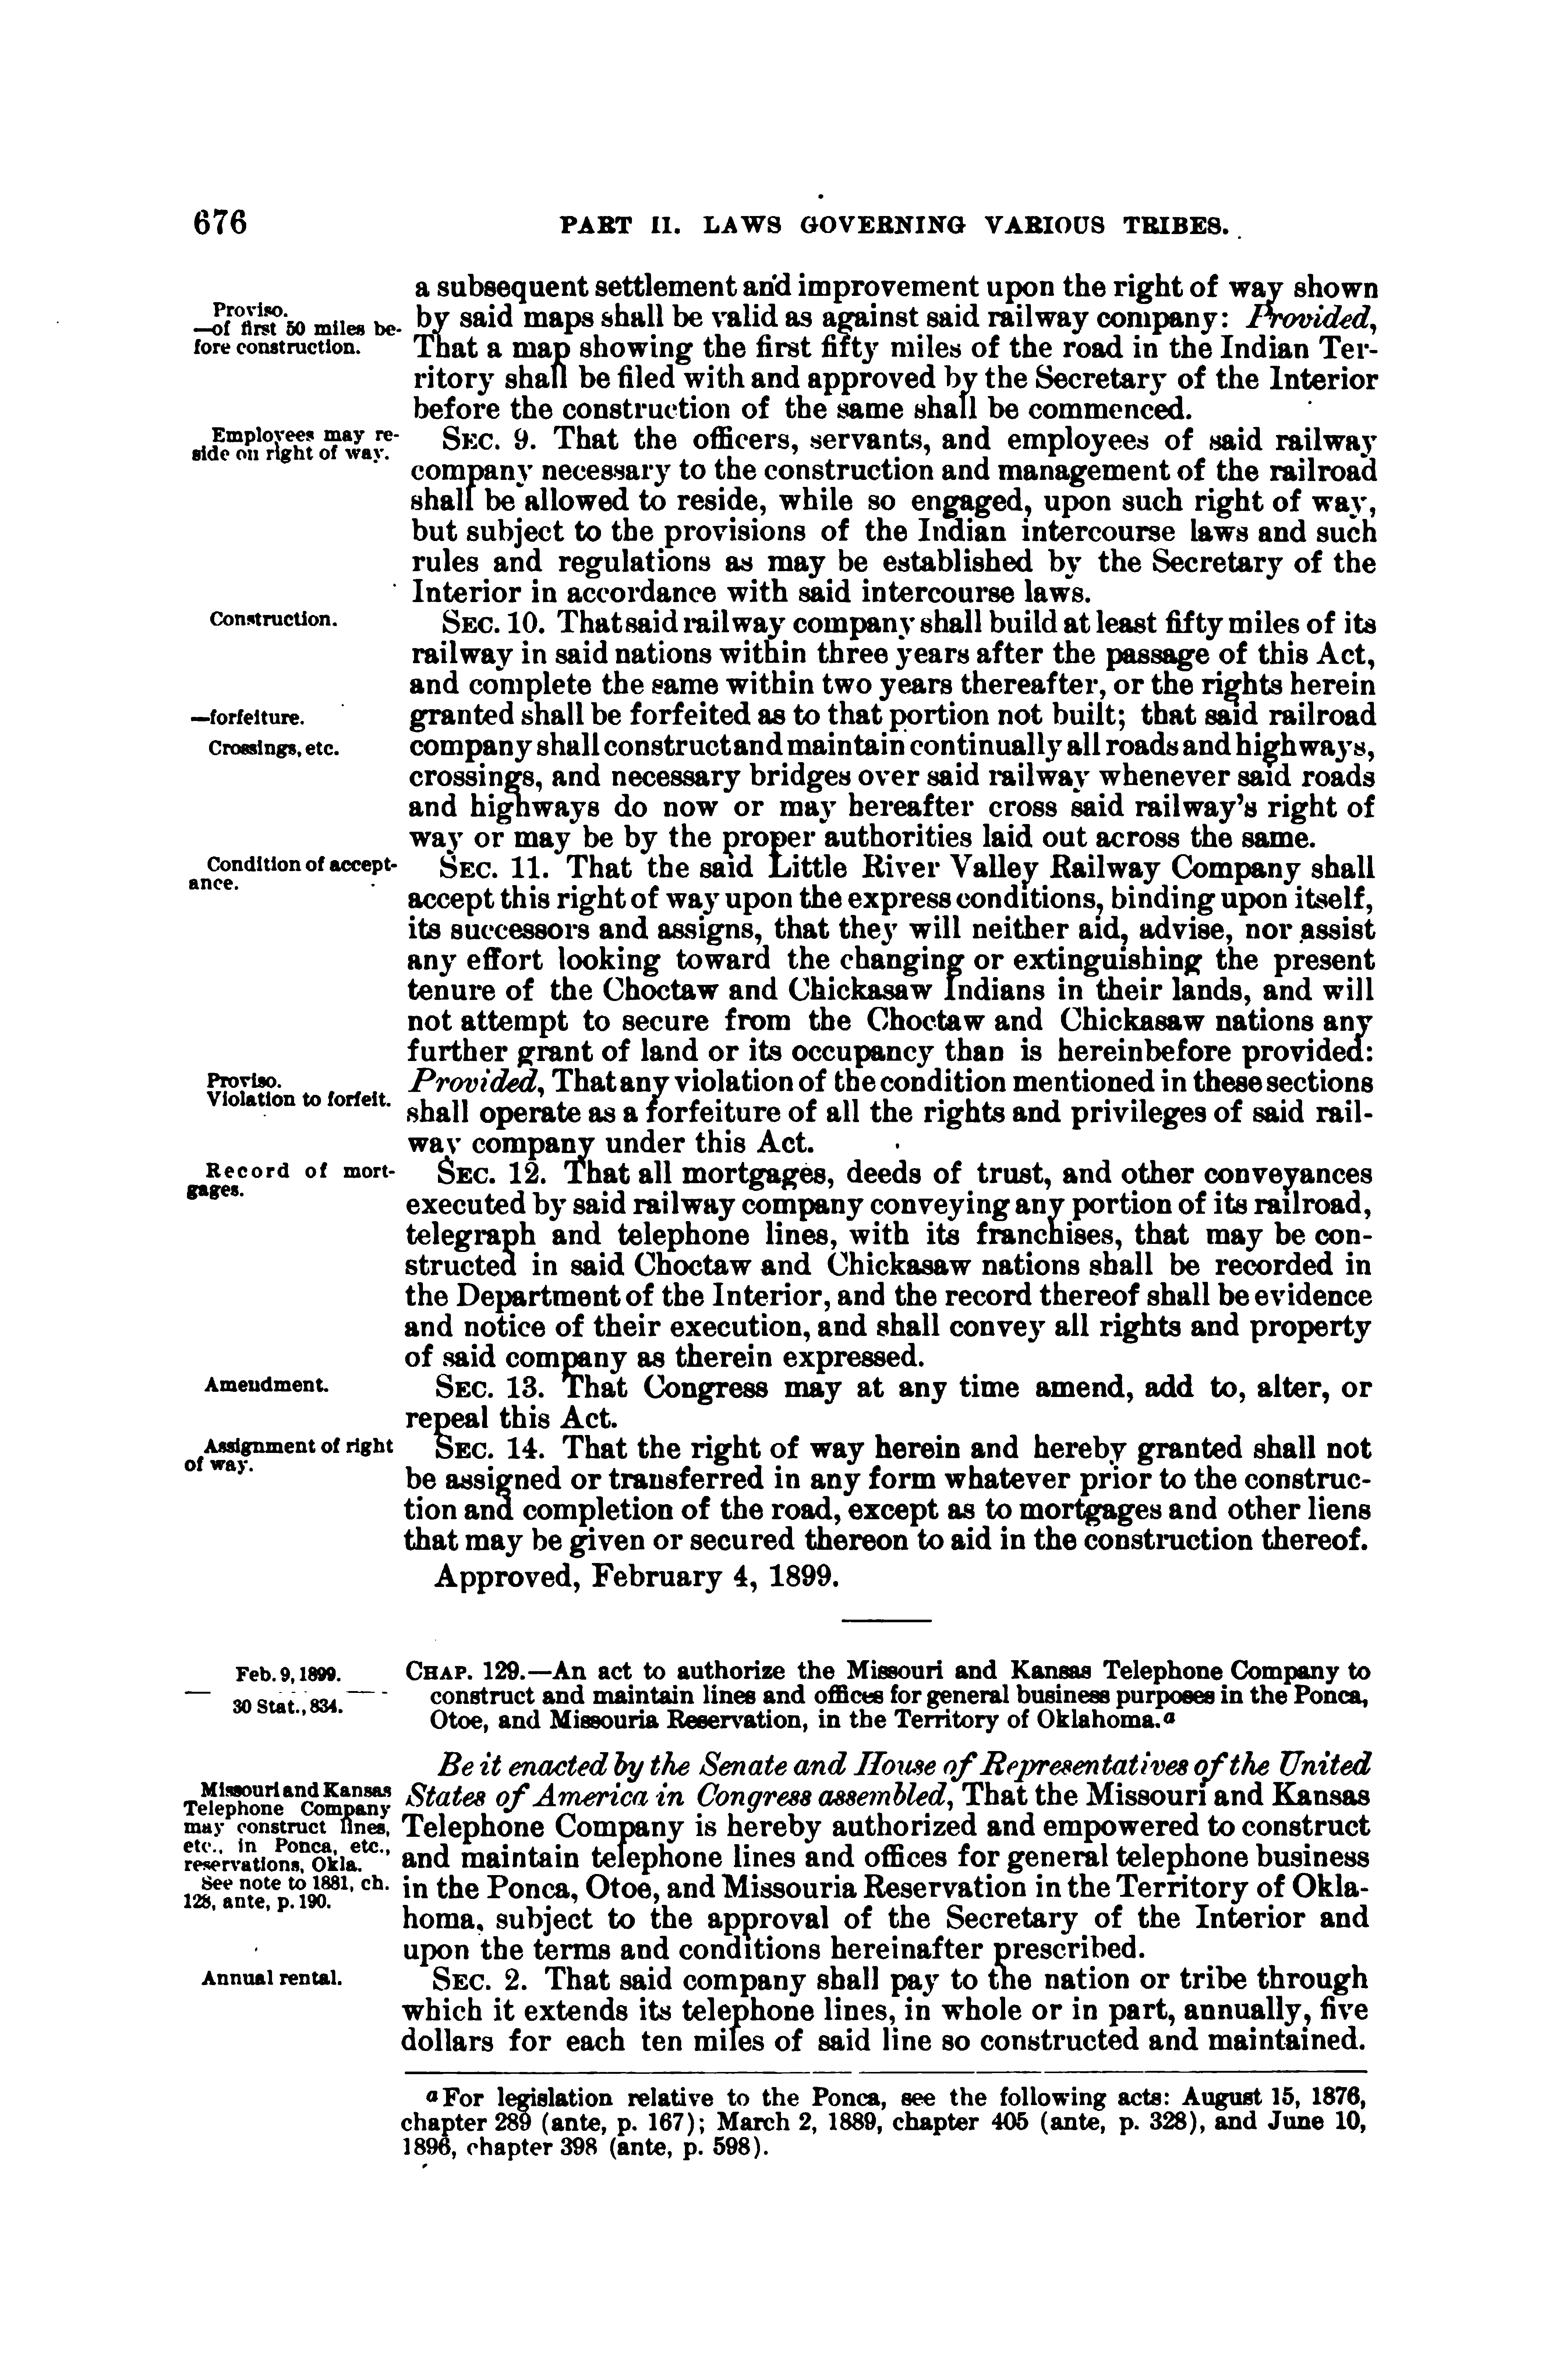 676
PART II. LAWS GOVERNING VARIOUS TRIBES.
a subsequent settlement and improvement upon the right of way shown
Proviso.
—of first 50 miles be-
fore construction.
by said maps shall be valid as against said railway company: Provided,
That a map showing the first fifty miles of the road in the Indian Ter-
ritory shall be filed with and approved by the Secretary of the Interior
before the construction of the same shall be commenced.
Employees may re-
side on right of way.
SEC. 9. That the officers, servants, and employees of said railway
company necessary to the construction and management of the railroad
shall be allowed to reside, while so engaged, upon such right of way,
but subject to the provisions of the Indian intercourse laws and such
rules and regulations as may be established by the Secretary of the
Interior in accordance with said intercourse laws.
Construction.
SEC. 10. That said railway company shall build at least fifty miles of its
railway in said nations within three years after the passage of this Act,
and complete the same within two years thereafter, or the rights herein
—forfeiture.
granted shall be forfeited as to that portion not built; that said railroad
Crossings, etc.
company shall construct and maintain continually all roads and highways,
crossings, and necessary bridges over said railway whenever said roads
and highways do now or may hereafter cross said railway's right of
way or may be by the proper authorities laid out across the same.
Condition of accept-
ance.
SEC. 11. That the said Little River Valley Railway Company shall
accept this right of way upon the express conditions, binding upon itself,
its successors and assigns, that they will neither aid, advise, nor assist
any effort looking toward the changing or extinguishing the present
tenure of the Choctaw and Chickasaw Indians in their lands, and will
not attempt to secure from the Choctaw and Chickasaw nations any
further grant of land or its occupancy than is hereinbefore provided:
Proviso.
Violation to forfeit.
Provided, That any violation of the condition mentioned in these sections
shall operate as a forfeiture of all the rights and privileges of said rail-
way company under this Act.
Record of mort-
gages.
SEC. 12. That all mortgages, deeds of trust, and other conveyances
executed by said railway company conveying any portion of its railroad,
telegraph and telephone lines, with its franchises, that may be con-
structed in said Choctaw and Chickasaw nations shall be recorded in
the Department of the Interior, and the record thereof shall be evidence
and notice of their execution, and shall convey all rights and property
of said company as therein expressed.
Amendment.
SEC. 13. That Congress may at any time amend, add to, alter, or
repeal this Act.
Assignment of right
of way.
SEC. 14. That the right of way herein and hereby granted shall not
be assigned or transferred in any form whatever prior to the construc-
tion and completion of the road, except as to mortgages and other liens
that may be given or secured thereon to aid in the construction thereof.
Approved, February 4, 1899.
Feb. 9, 1899.
30 Stat., 834.
CHAP. 129.—An act to authorize the Missouri and Kansas Telephone Company to
construct and maintain lines and offices for general business purposes in the Ponca,
Otoe, and Missouria Reservation, in the Territory of Oklahoma.a
Be it enacted by the Senate and House of Representatives of the United
Missouri and Kansas
Telephone Company
may construct lines,
etc., in Ponca, etc.,
reservations, Okla.
See note to 1881, ch.
128, ante, p. 190.
States of America in Congress assembled, That the Missouri and Kansas
Telephone Company is hereby authorized and empowered to construct
and maintain telephone lines and offices for general telephone business
in the Ponca, Otoe, and Missouria Reservation in the Territory of Okla-
homa, subject to the approval of the Secretary of the Interior and
upon the terms and conditions hereinafter prescribed.
Annual rental.
SEC. 2. That said company shall pay to the nation or tribe through
which it extends its telephone lines, in whole or in part, annually, five
dollars for each ten miles of said line so constructed and maintained.
a For legislation relative to the Ponca, see the following acts: August 15, 1876,
chapter 289 (ante, p. 167); March 2, 1889, chapter 405 (ante, p. 328), and June 10,
1896, chapter 398 (ante, p. 598).